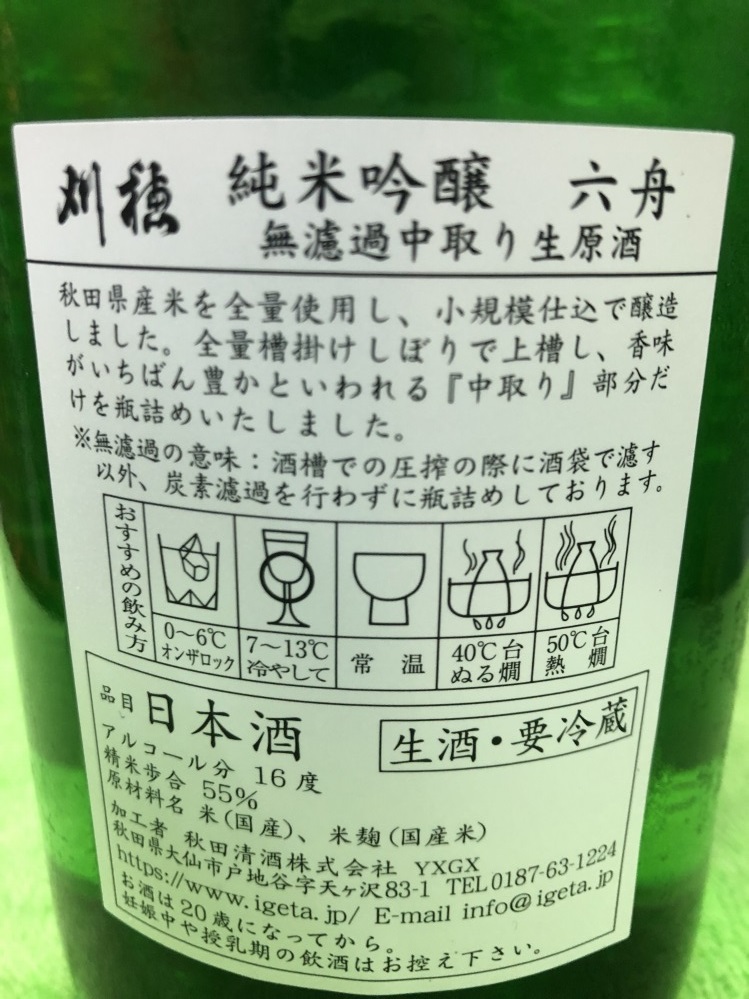 刈穂 純米吟醸 六舟
無濾過中取り生原酒
秋田県産米を全量使用し、小規模仕込で醸造
しました。全量槽掛けしぼりで上槽し、香味
がいちばん豊かといわれる『中取り』部分だ
けを瓶詰めいたしました。
※無濾過の意味：酒槽での圧搾の際に酒袋で濾す
以外、炭素濾過を行わずに瓶詰めしております。
おすすめの飲み方
0～6℃
オンザロック
7～13℃
冷やして
常温
40℃台
ぬる燗
50℃台
熱燗
品目 日本酒
生酒・要冷蔵
アルコール分 16度
精米歩合 55%
原材料名 米(国産)、米麹(国産米)
加工者 秋田清酒株式会社 YXGX
秋田県大仙市戸地谷字天ヶ沢83-1 TEL0187-63-1224
https://www.igeta.jp/ E-mail info@igeta.jp
お酒は20歳になってから。
妊娠中や授乳期の飲酒はお控え下さい。